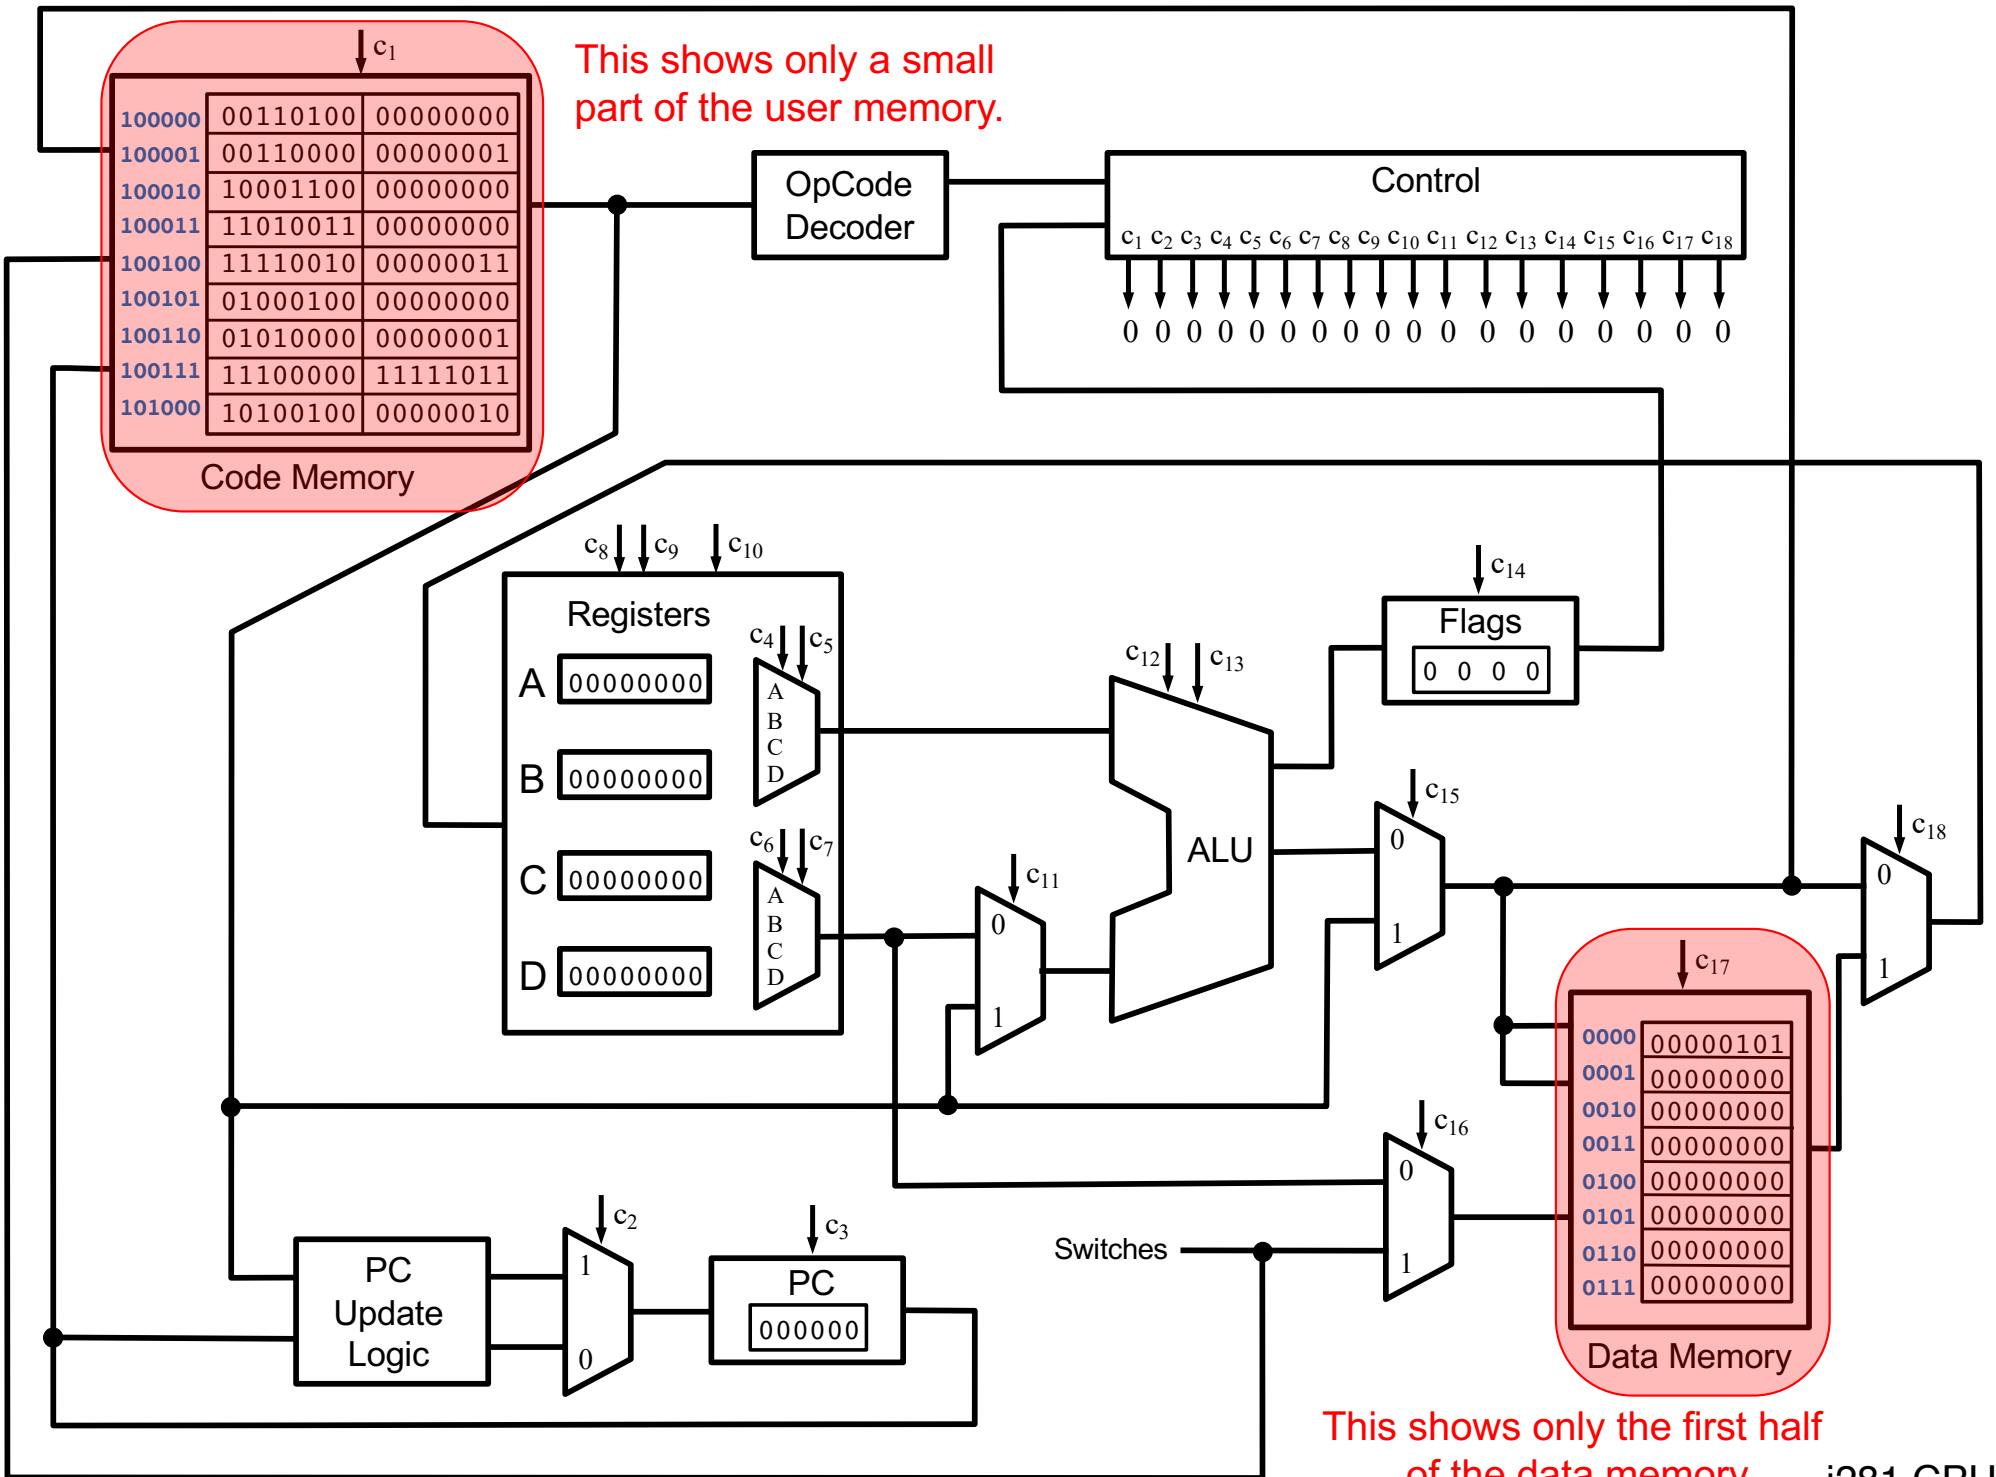 c1
This shows only a small
part of the user memory.
100000 00110100 00000000
100001 00110000 00000001
100010 10001100 00000000
100011 11010011 00000000
100100 11110010 00000011
100101 01000100 00000000
100110 01010000 00000001
100111 11100000 11111011
101000 10100100 00000010
Code Memory
OpCode
Decoder
Control
c1 c2 c3 c4 c5 c6 c7 c8 c9 c10 c11 c12 c13 c14 c15 c16 c17 c18
0 0 0 0 0 0 0 0 0 0 0 0 0 0 0 0 0 0
c8 c9 c10
Registers
A 00000000
B 00000000
C 00000000
D 00000000
c4 c5
A
B
C
D
c6 c7
A
B
C
D
c11
0
1
c12 c13
ALU
c14
Flags
0 0 0 0
c15
0
1
c18
0
1
c17
0000 00000101
0001 00000000
0010 00000000
0011 00000000
0100 00000000
0101 00000000
0110 00000000
0111 00000000
Data Memory
c16
0
1
Switches
PC
Update
Logic
c2
1
0
c3
PC
000000
This shows only the first half
of the data memory
i281 CPU